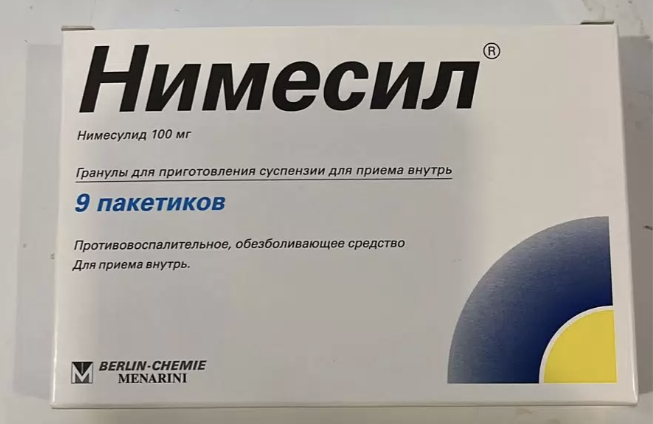 Нимесил®
Нимесулид 100 мг
Гранулы для приготовления суспензии для приема внутрь
9 пакетиков
Противовоспалительное, обезболивающее средство
Для приема внутрь.
BERLIN-CHEMIE
MENARINI